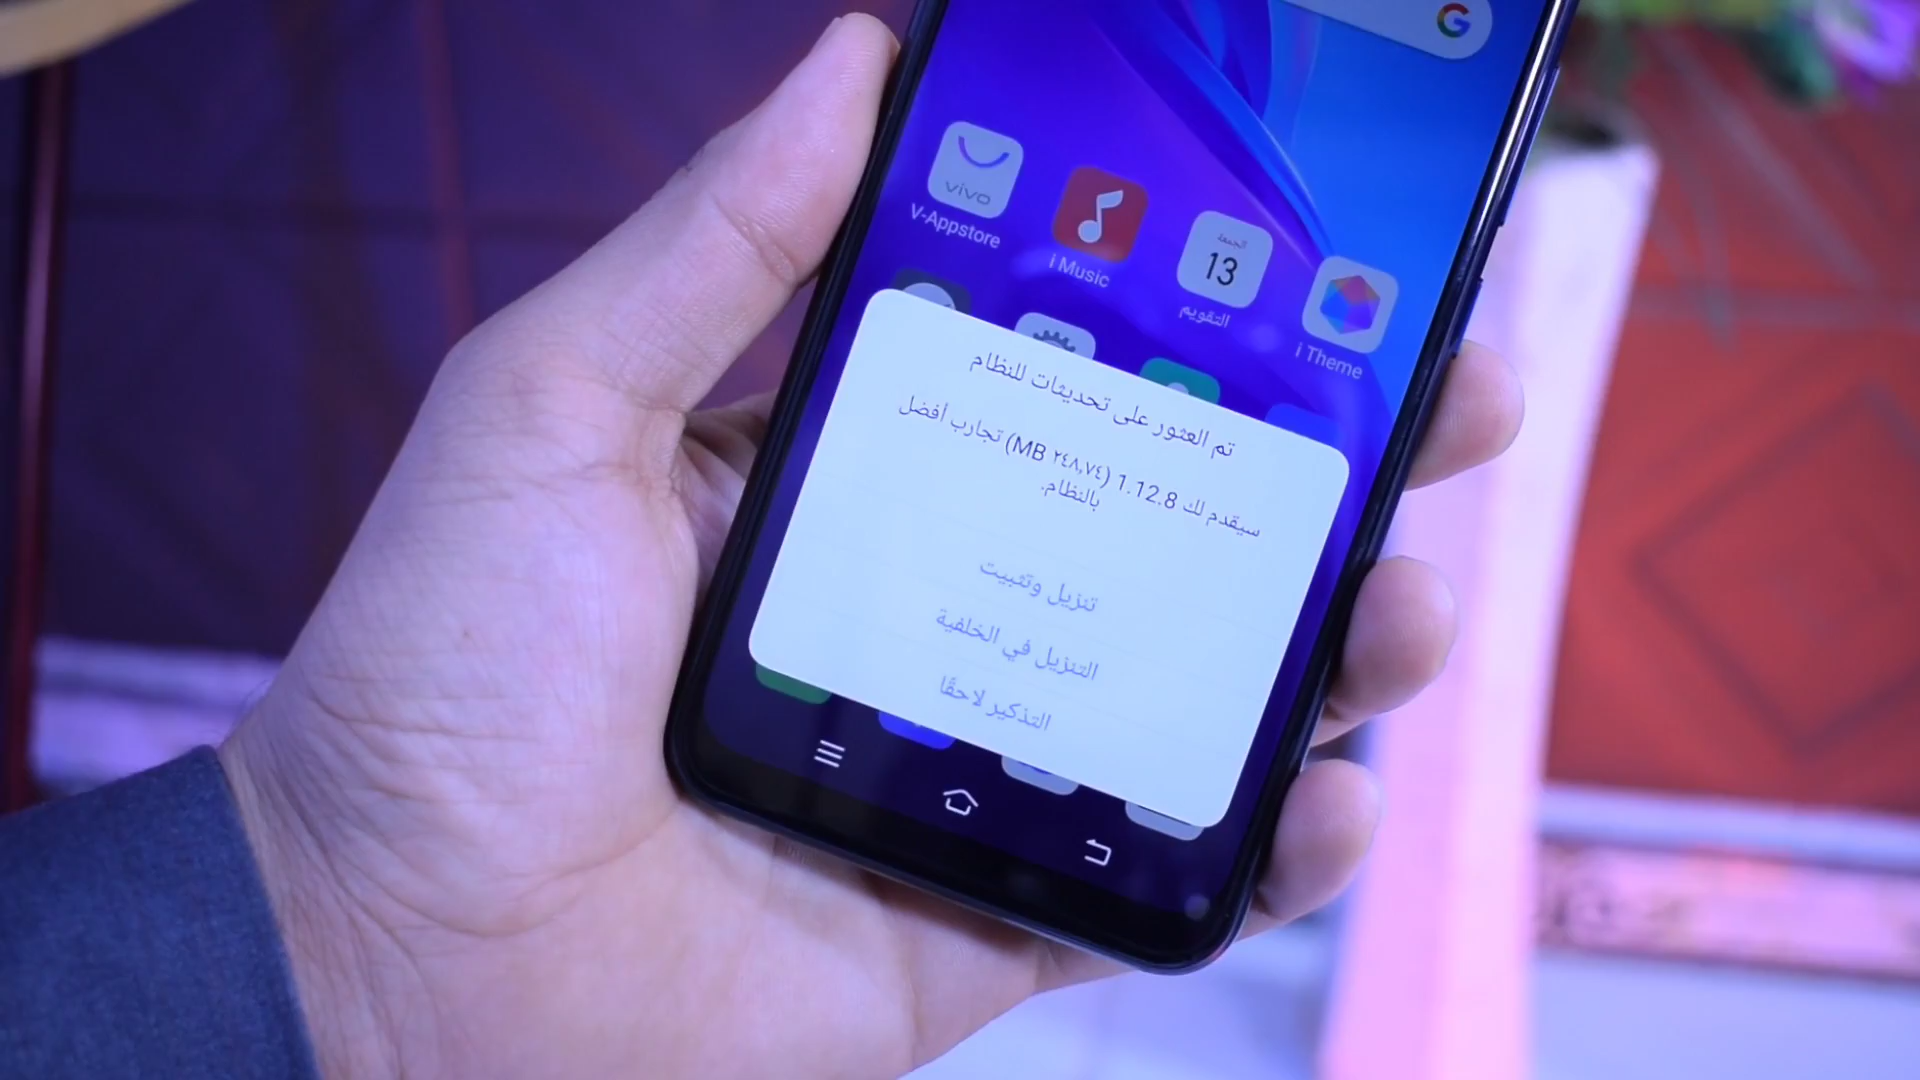 vivo
V-Appstore
i Music
الجمعة
13
التقويم
i Theme
تم العثور على تحديثات للنظام
سيقدم لك 1.12.8 (٢٤٨,٧٤ MB) تجارب أفضل
بالنظام.
تنزيل وتثبيت
التنزيل في الخلفية
التذكير لاحقًا